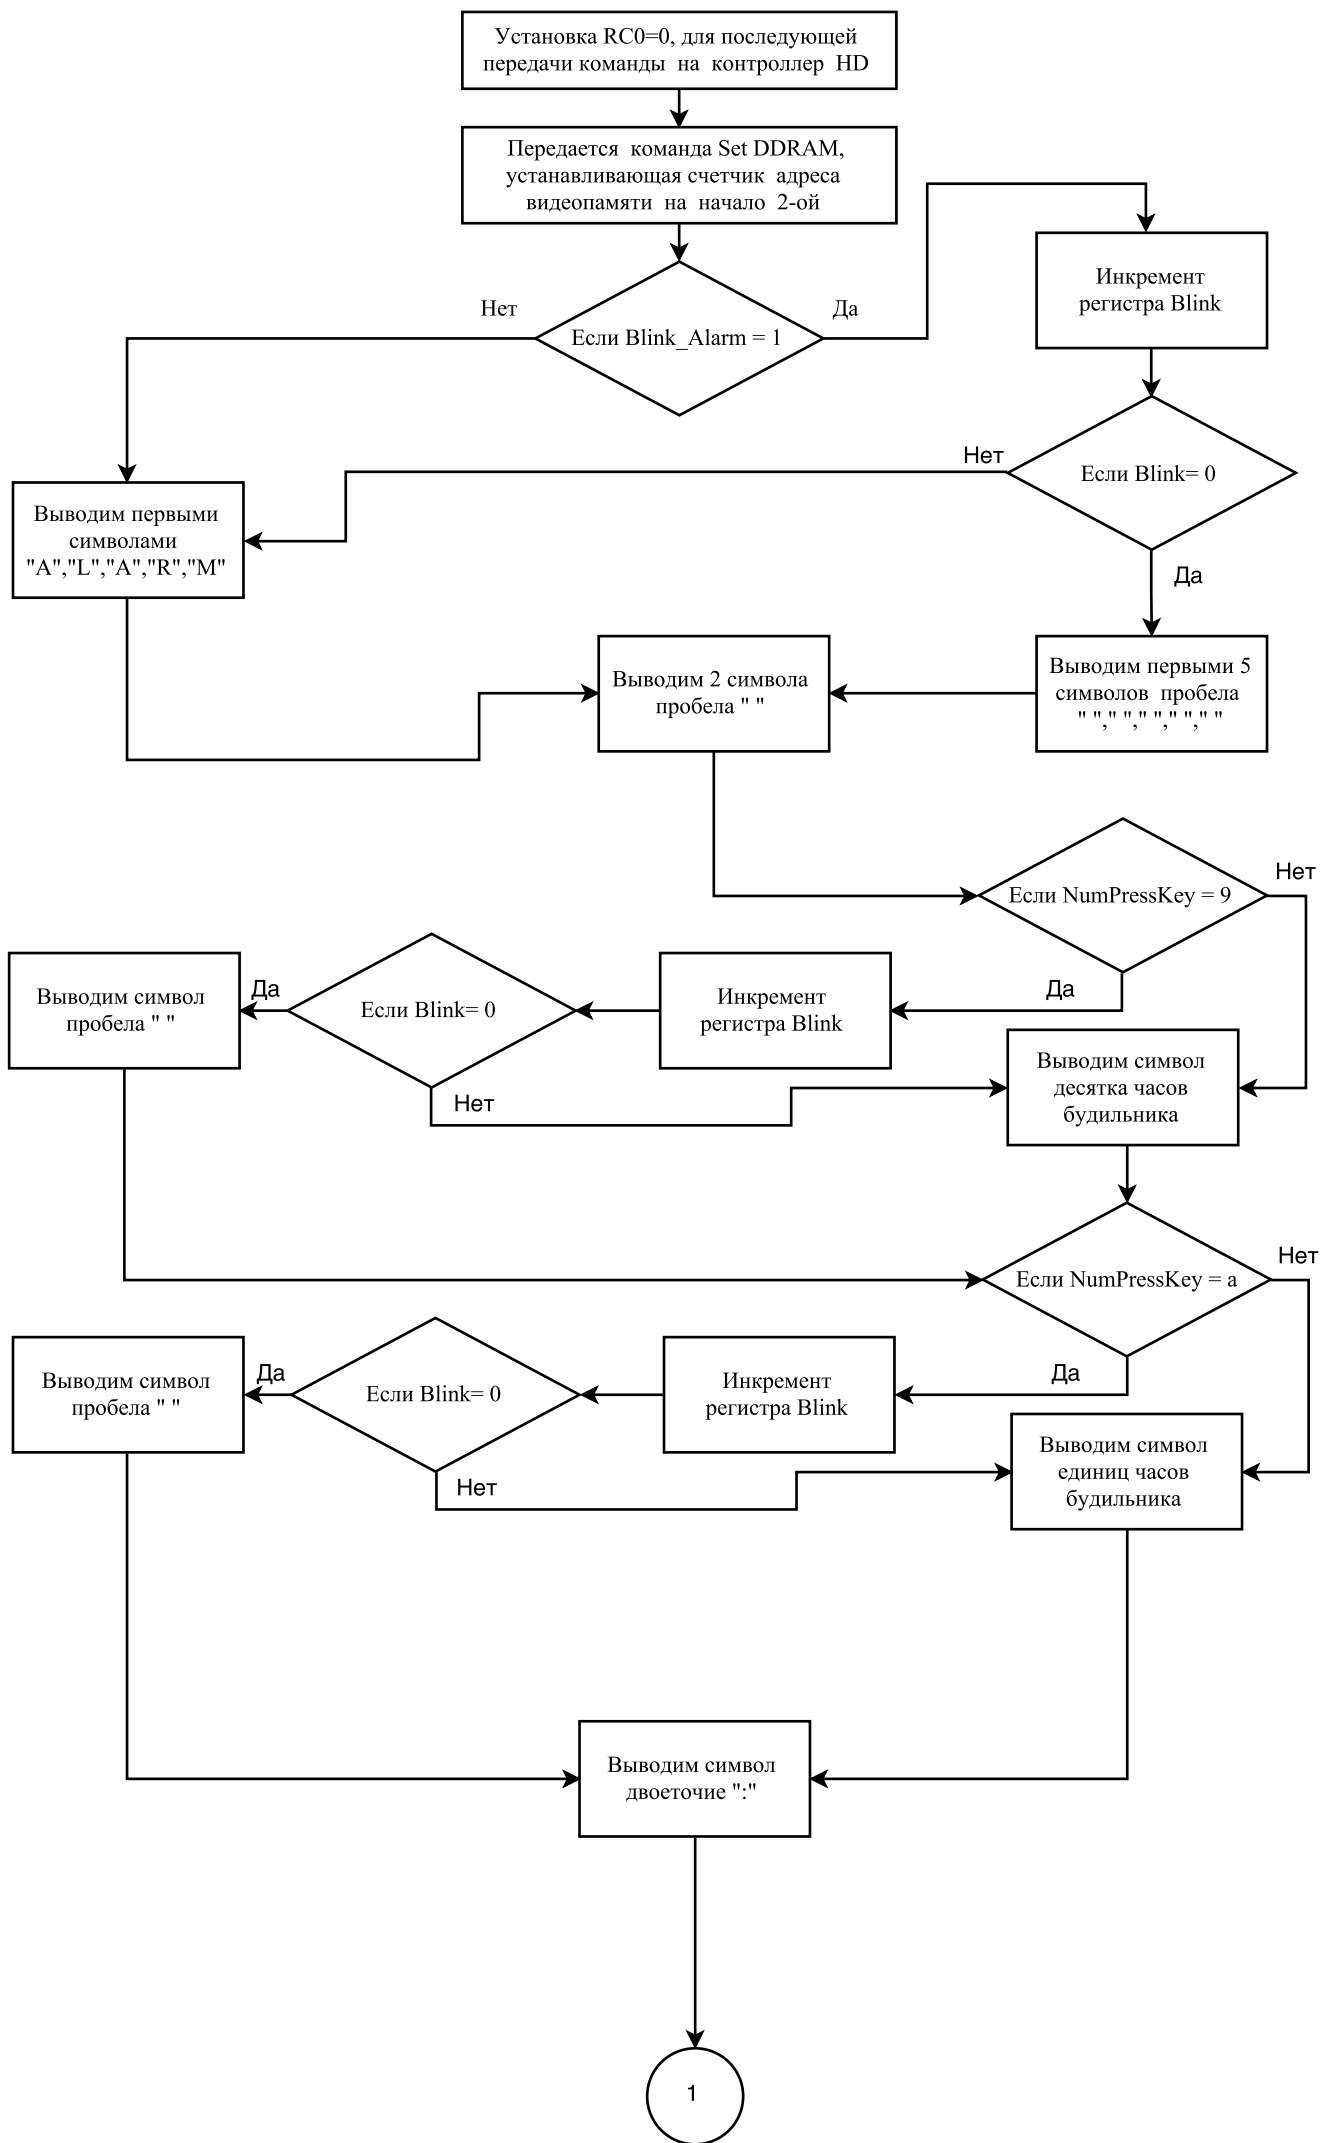 Установка RC0=0, для последующей
передачи команды на контроллер HD
Передается команда Set DDRAM,
устанавливающая счетчик адреса
видеопамяти на начало 2-ой
Инкремент
регистра Blink
Нет
Да
Если Blink_Alarm = 1
Нет
Если Blink= 0
Выводим первыми
символами
"A","L","A","R","M"
Да
Выводим 2 символа
пробела " "
Выводим первыми 5
символов пробела
" "," "," "," "," "
Если NumPressKey = 9
Нет
Да
Инкремент
регистра Blink
Если Blink= 0
Да
Выводим символ
пробела " "
Нет
Выводим символ
десятка часов
будильника
Если NumPressKey = a
Нет
Да
Инкремент
регистра Blink
Если Blink= 0
Да
Выводим символ
пробела " "
Нет
Выводим символ
единиц часов
будильника
Выводим символ
двоеточие ":"
1